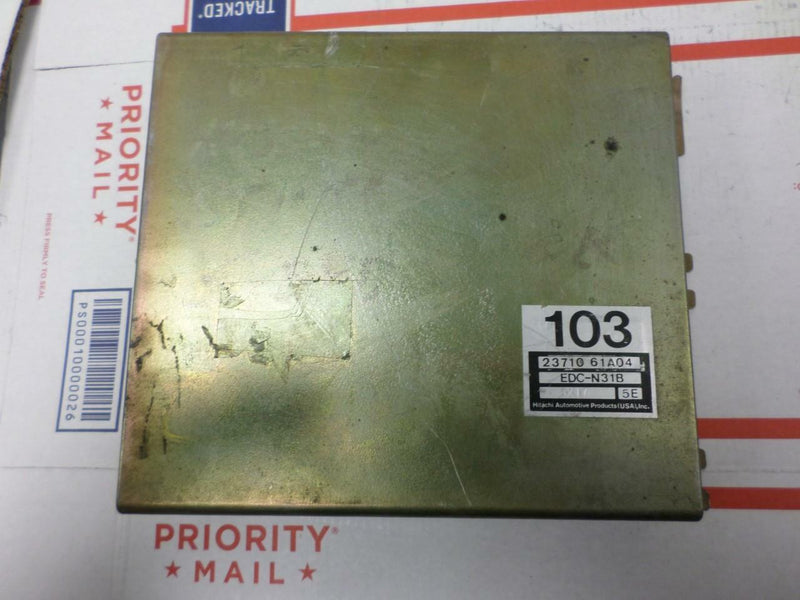 TRACKED*
PRIORITY*
★ MAIL ★
PRESS FIRMLY TO SEAL
PS00010000026
103
23710 61A04
EDC-N31B
5E
Hitachi Automotive Products(USA),Inc.
PRIORITY®
★ MAIL ★